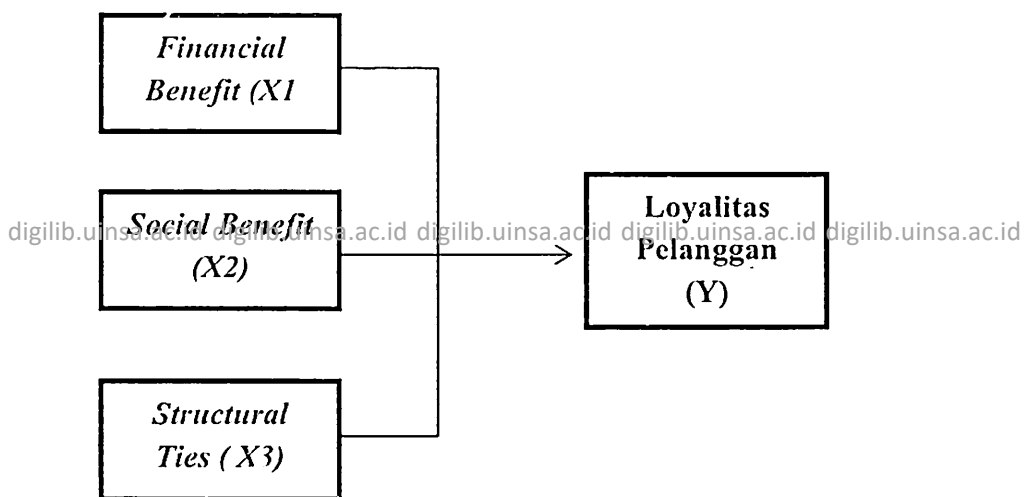 Financial
Benefit (X1
Social Benefit
(X2)
Structural
Ties ( X3)
Loyalitas
Pelanggan
(Y)
digilib.uinsa.ac.id digilib.uinsa.ac.id digilib.uinsa.ac.id digilib.uinsa.ac.id digilib.uinsa.ac.id